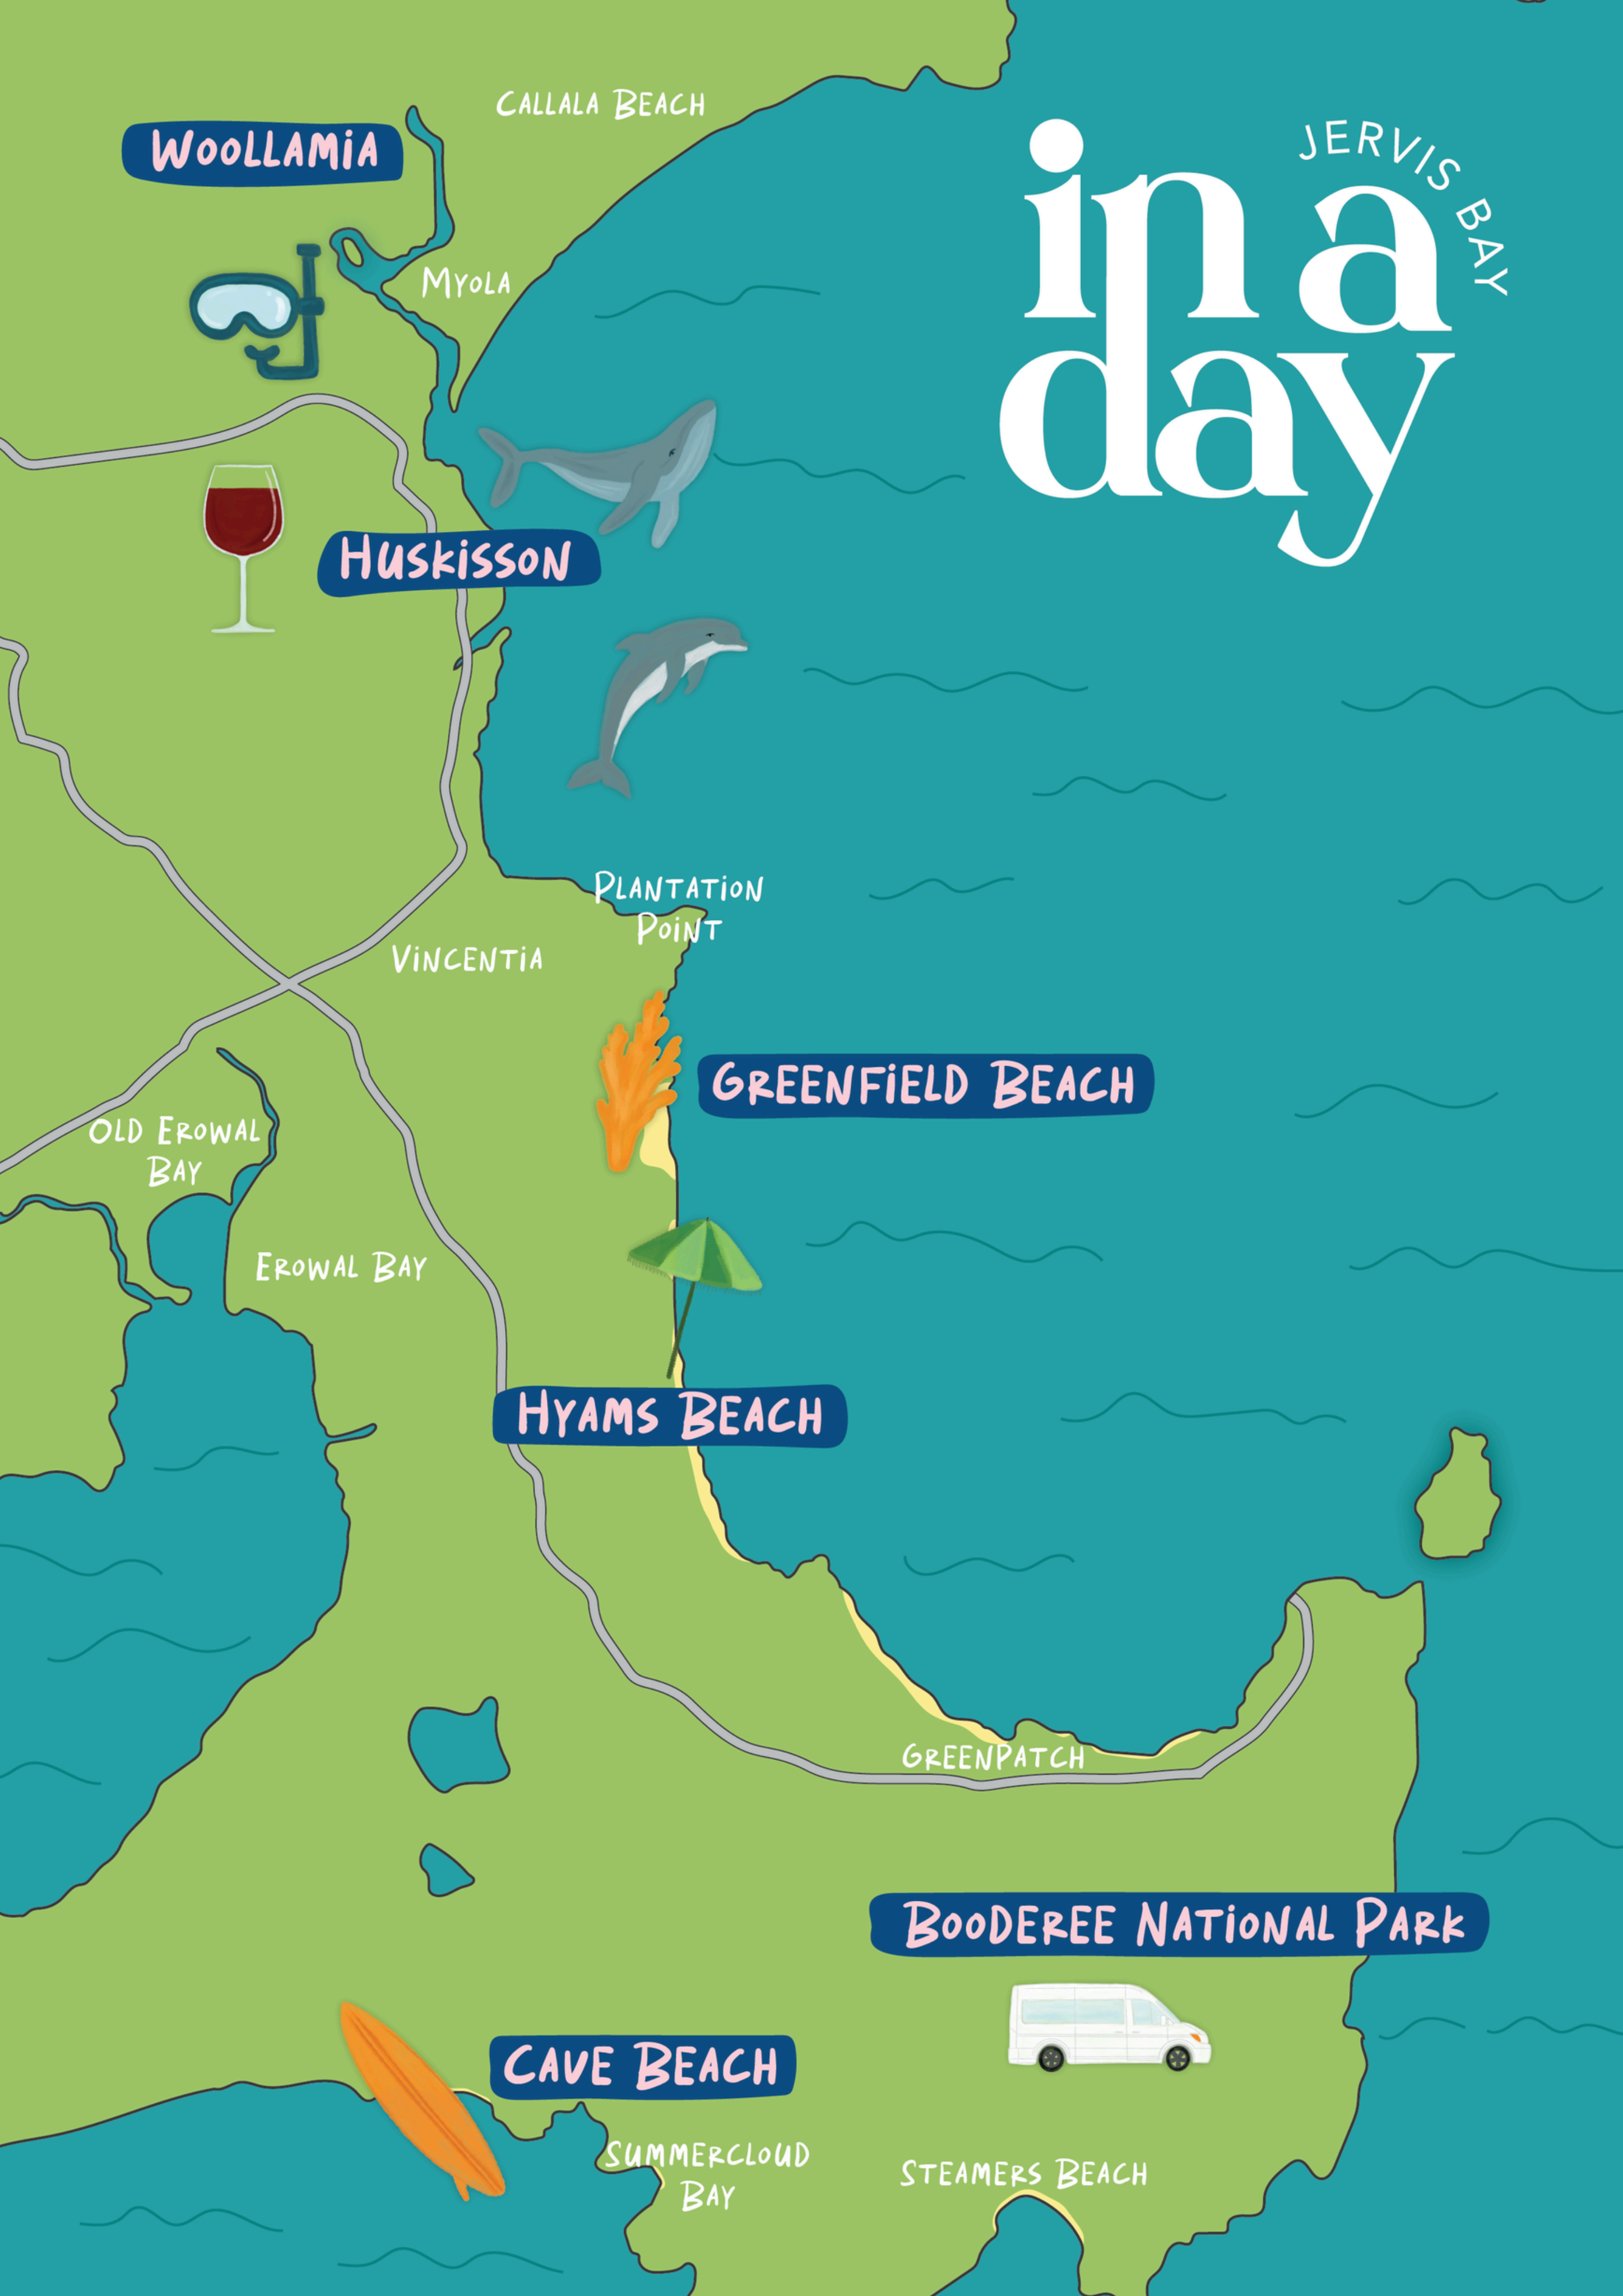 CALLALA BEACH
WOOLLAMIA
JERVIS BAY
in a
day
MYOLA
HUSKISSON
PLANTATION
POINT
VINCENTIA
GREENFIELD BEACH
OLD EROWAL
BAY
EROWAL BAY
HYAMS BEACH
GREENPATCH
BOODEREE NATIONAL PARK
CAVE BEACH
SUMMERCLOUD
BAY
STEAMERS BEACH